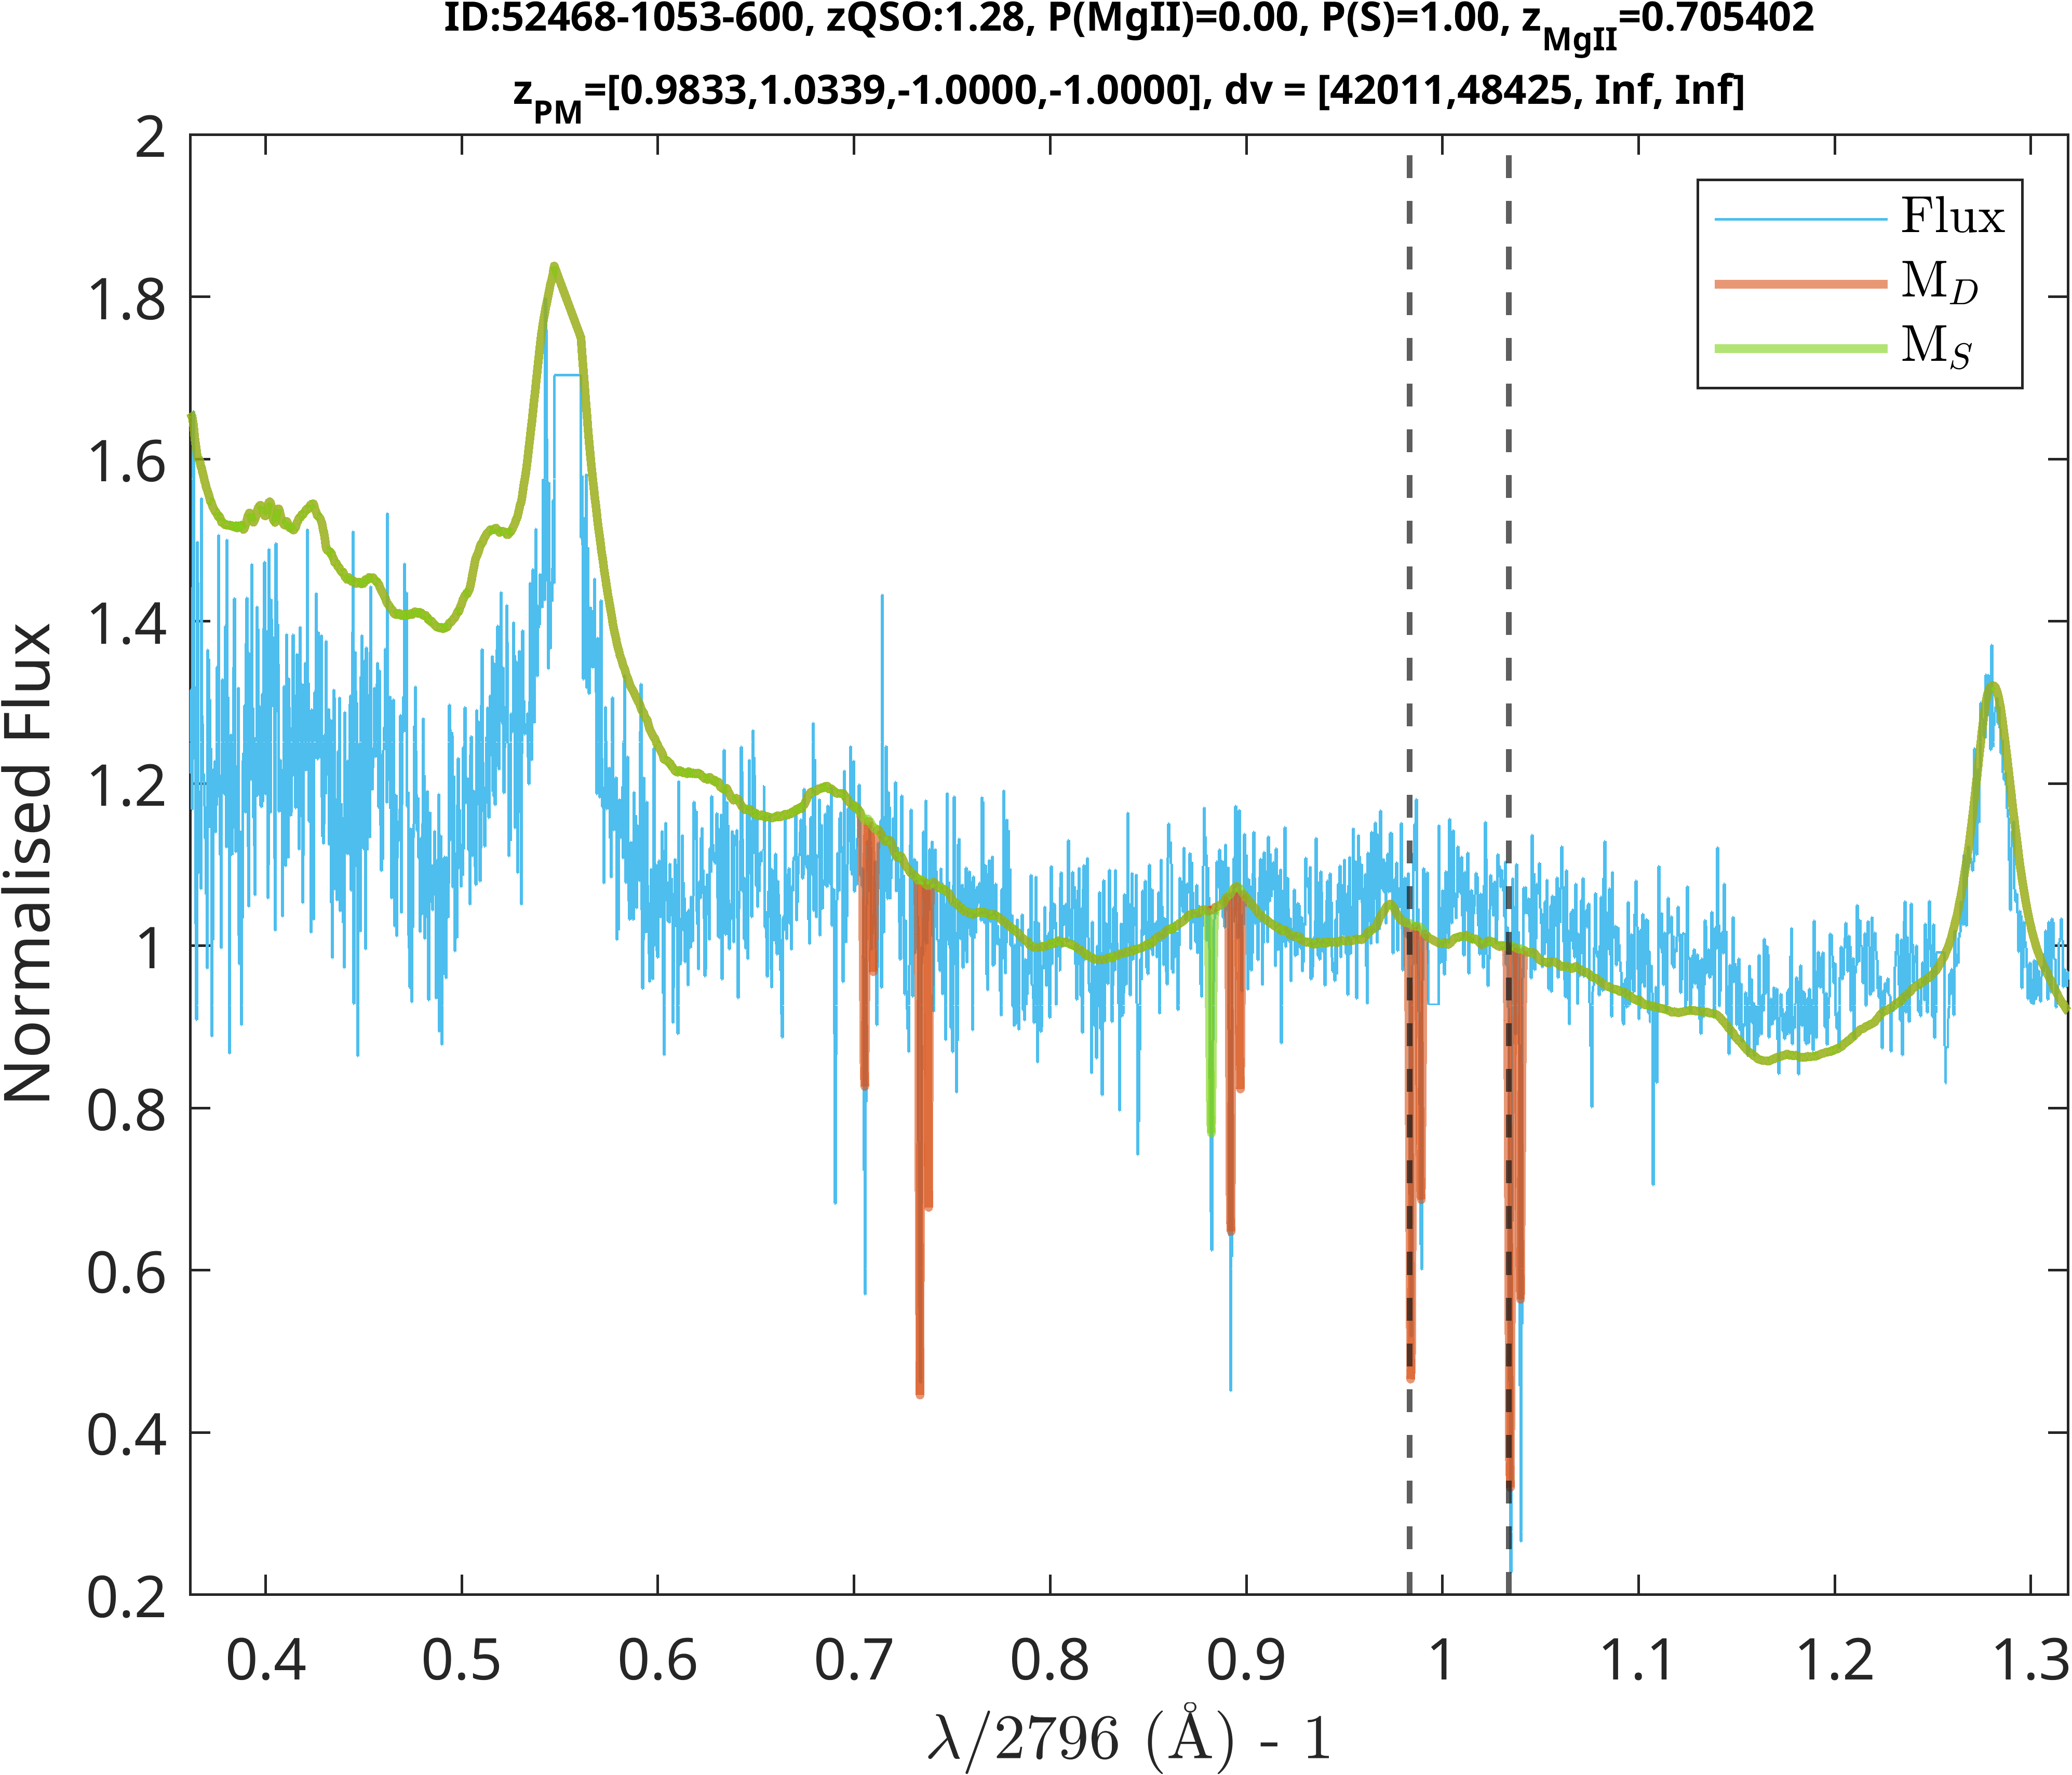 ID:52468-1053-600, zQSO:1.28, P(MgII)=0.00, P(S)=1.00, zMgII=0.705402
zPM=[0.9833,1.0339,-1.0000,-1.0000], dv = [42011,48425, Inf, Inf]
2
1.8
1.6
1.4
1.2
1
0.8
0.6
0.4
0.2
Normalised Flux
Flux
MD
MS
0.4 0.5 0.6 0.7 0.8 0.9 1 1.1 1.2 1.3
λ/2796 (Å) - 1